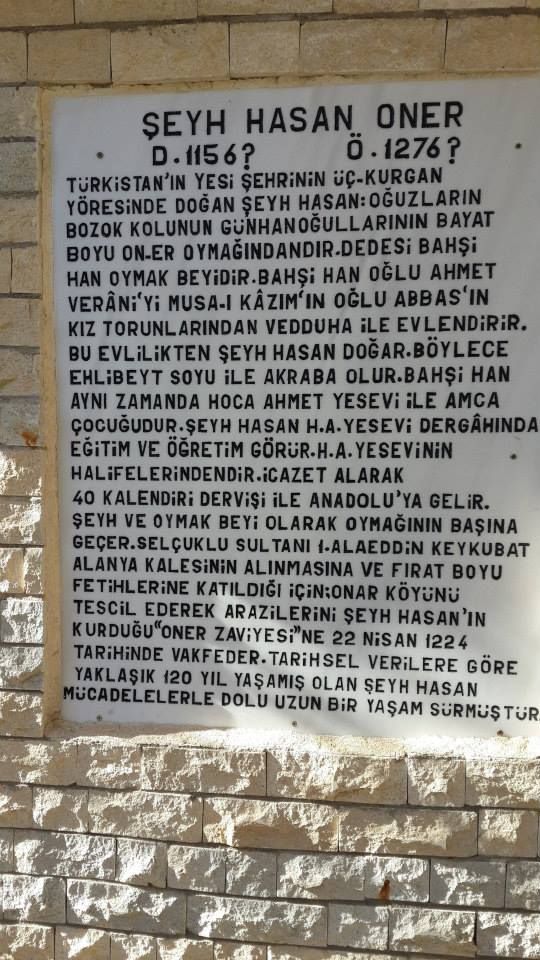 ŞEYH HASAN ONER
D.1156? Ö.1276?
TÜRKİSTAN'IN YESİ ŞEHRİNİN ÜÇ-KURGAN
YÖRESİNDE DOĞAN ŞEYH HASAN:OĞUZLARIN
BOZOK KOLUNUN GÜNHANOĞULLARININ BAYAT
BOYU ON-ER OYMAĞINDANDIR.DEDESİ BAHŞİ
HAN OYMAK BEYİDİR.BAHŞİ HAN OĞLU AHMET
VERÂNİ'Yİ MUSA-I KÂZIM'IN OĞLU ABBAS'IN
KIZ TORUNLARINDAN VEDDUHA İLE EVLENDİRİR.
BU EVLİLİKTEN ŞEYH HASAN DOĞAR.BÖYLECE
EHLİBEYT SOYU İLE AKRABA OLUR.BAHŞİ HAN
AYNI ZAMANDA HOCA AHMET YESEVİ İLE AMCA
ÇOCUĞUDUR.ŞEYH HASAN H.A.YESEVİ DERGÂHINDA
EĞİTİM VE ÖĞRETİM GÖRÜR.H.A.YESEVİNİN
HALİFELERİNDENDİR.İCAZET ALARAK
40 KALENDİRİ DERVİŞİ İLE ANADOLU'YA GELİR.
ŞEYH VE OYMAK BEYİ OLARAK OYMAĞININ BAŞINA
GEÇER.SELÇUKLU SULTANI 1.ALAEDDİN KEYKUBAT
ALANYA KALESİNİN ALINMASINA VE FIRAT BOYU
FETİHLERİNE KATILDIĞI İÇİN:ONAR KÖYÜNÜ
TESCİL EDEREK ARAZİLERİNİ ŞEYH HASAN'IN
KURDUĞU"ONER ZAVİYESİ"NE 22 NİSAN 1224
TARİHİNDE VAKFEDER.TARİHSEL VERİLERE GÖRE
YAKLAŞIK 120 YIL YAŞAMIŞ OLAN ŞEYH HASAN
MÜCADELELERLE DOLU UZUN BİR YAŞAM SÜRMÜŞTÜR